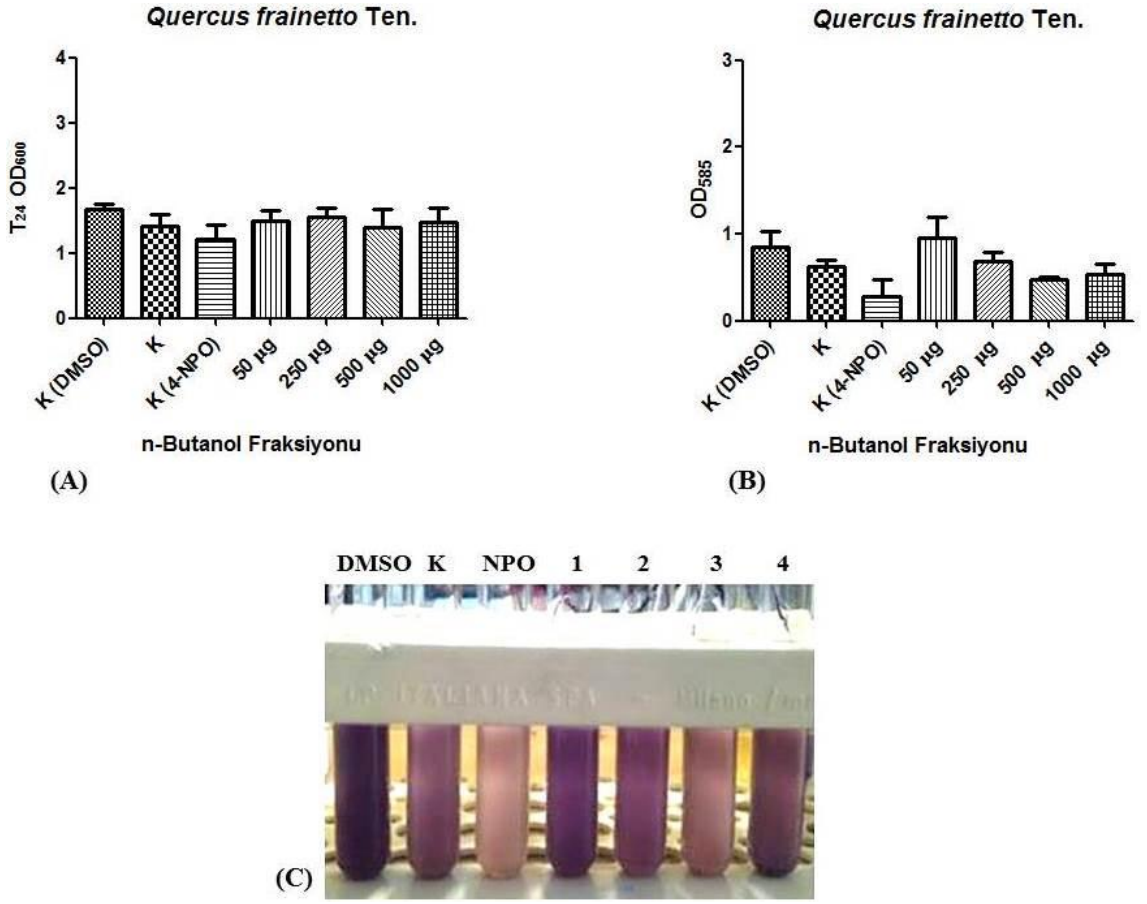 Quercus frainetto Ten.
4
3
2
1
0
T24 OD600
K (DMSO)
K
K (4-NPO)
50 µg
250 µg
500 µg
1000 µg
n-Butanol Fraksiyonu
(A)
Quercus frainetto Ten.
3
2
1
0
OD585
K (DMSO)
K
K (4-NPO)
50 µg
250 µg
500 µg
1000 µg
n-Butanol Fraksiyonu
(B)
DMSO K NPO 1 2 3 4
(C)